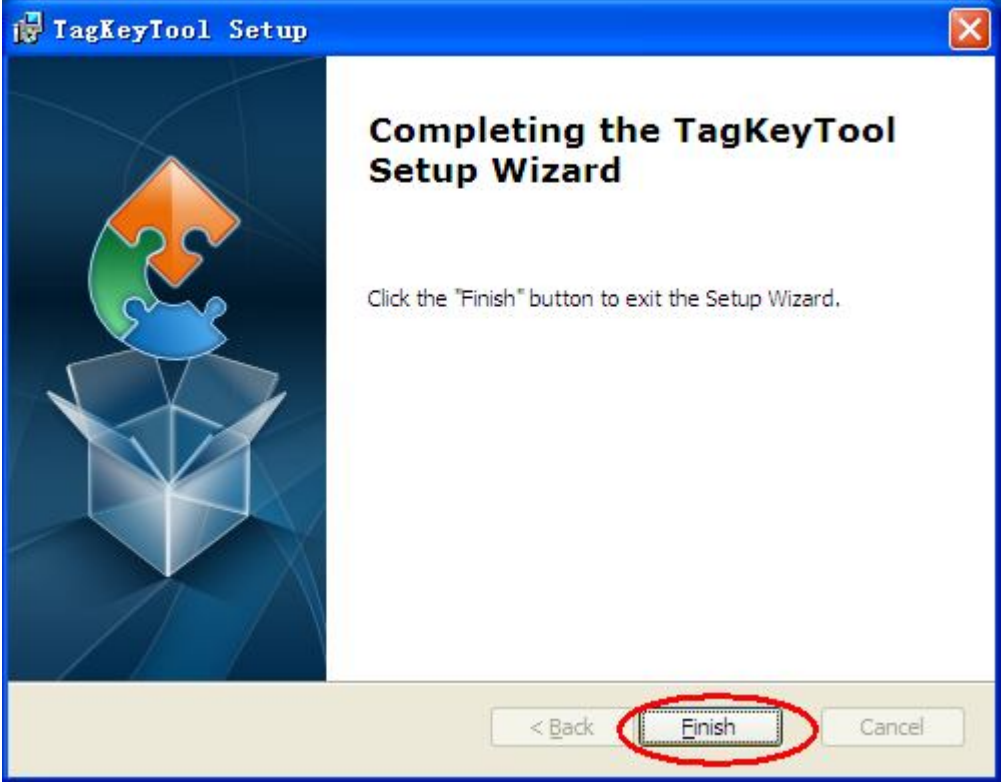 TagKeyTool Setup
Completing the TagKeyTool
Setup Wizard
Click the "Finish" button to exit the Setup Wizard.
< Back
Finish
Cancel